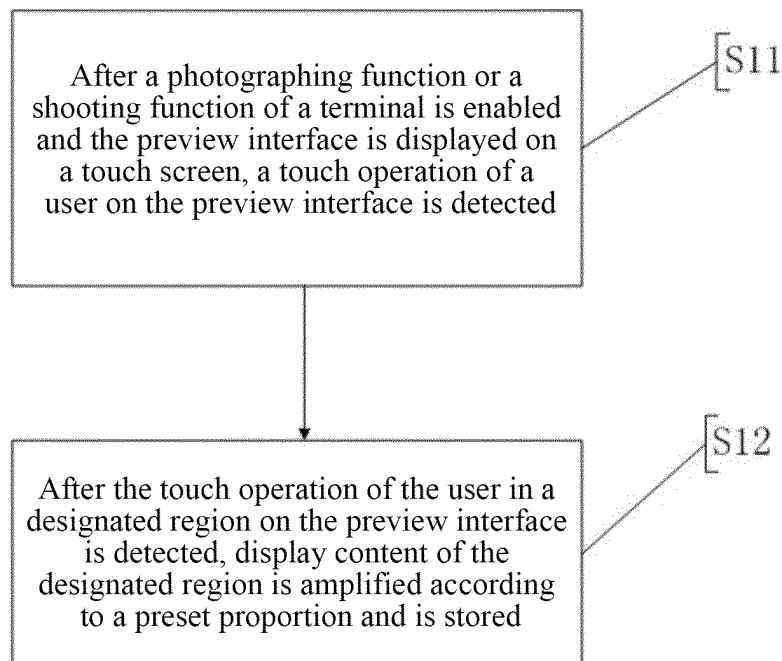 After a photographing function or a
shooting function of a terminal is enabled
and the preview interface is displayed on
a touch screen, a touch operation of a
user on the preview interface is detected
S11
After the touch operation of the user in a
designated region on the preview interface
is detected, display content of the
designated region is amplified according
to a preset proportion and is stored
S12